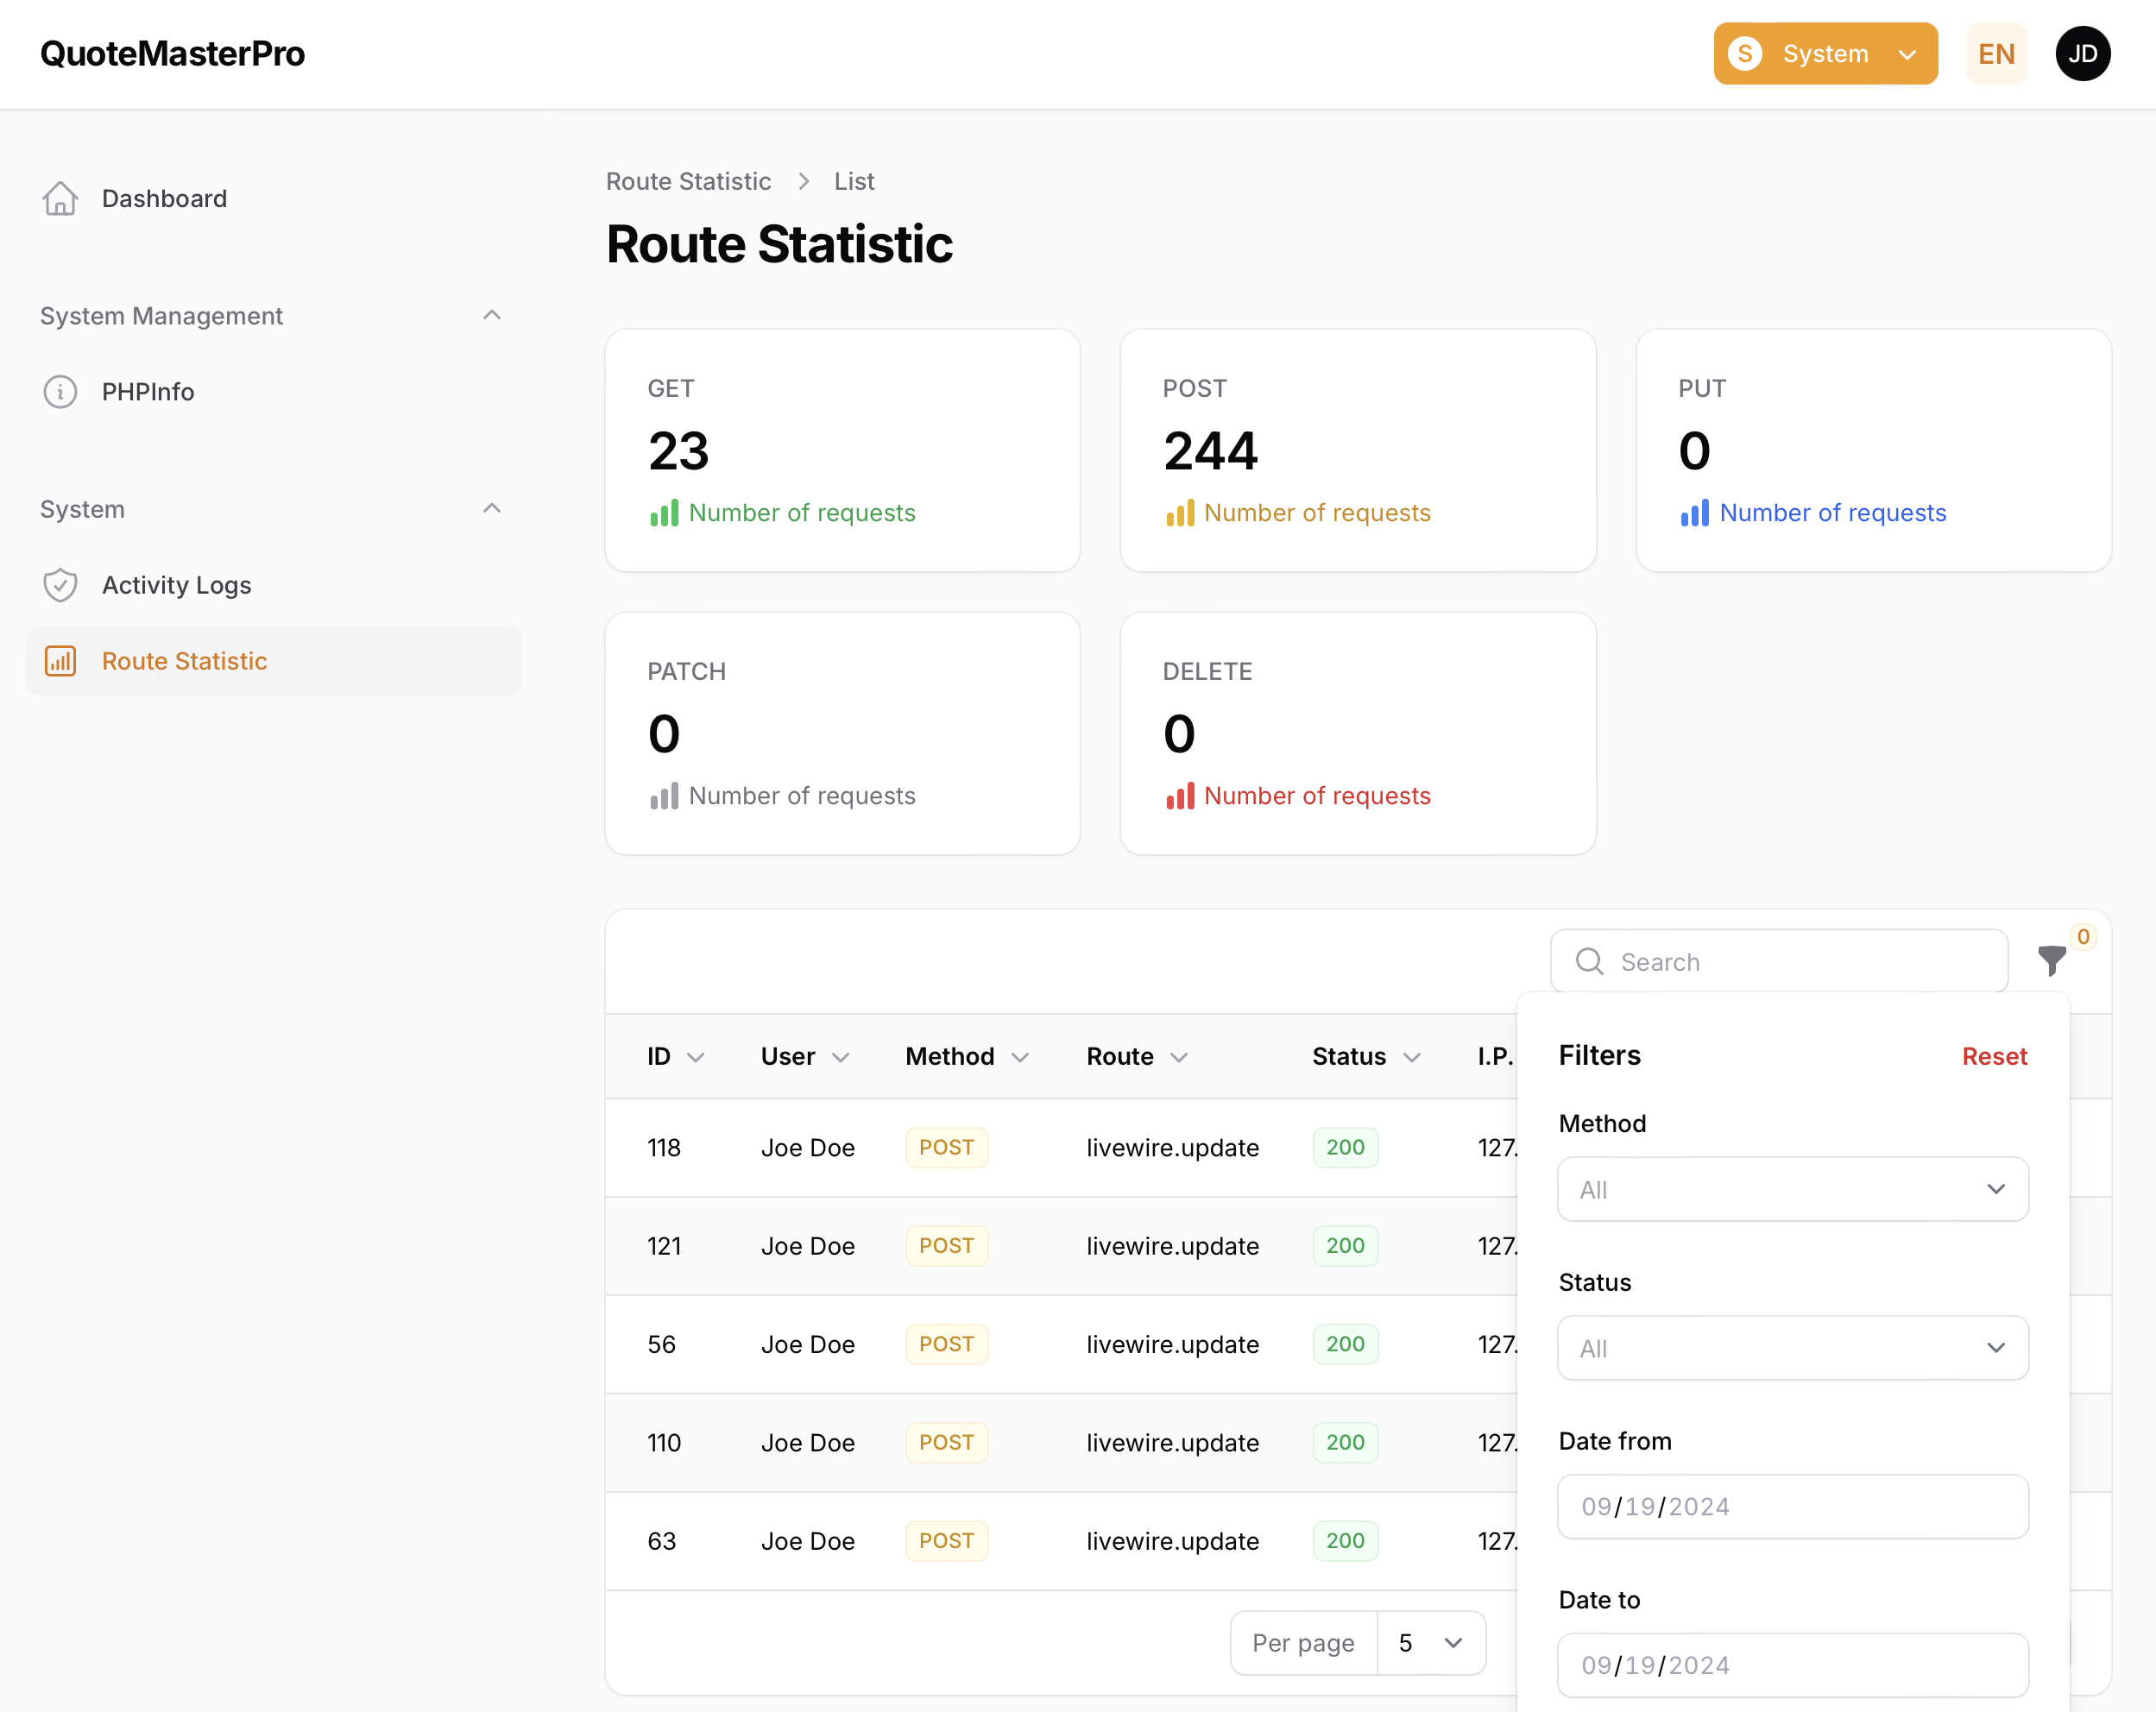 QuoteMasterPro
S System
EN
JD
Dashboard
System Management
PHPInfo
System
Activity Logs
Route Statistic
Route Statistic > List
Route Statistic
GET
23
Number of requests
POST
244
Number of requests
PUT
0
Number of requests
PATCH
0
Number of requests
DELETE
0
Number of requests
Search
0
ID User Method Route Status I.P.
118 Joe Doe POST livewire.update 200 127.
121 Joe Doe POST livewire.update 200 127.
56 Joe Doe POST livewire.update 200 127.
110 Joe Doe POST livewire.update 200 127.
63 Joe Doe POST livewire.update 200 127.
Per page 5
Filters Reset
Method
All
Status
All
Date from
09/19/2024
Date to
09/19/2024